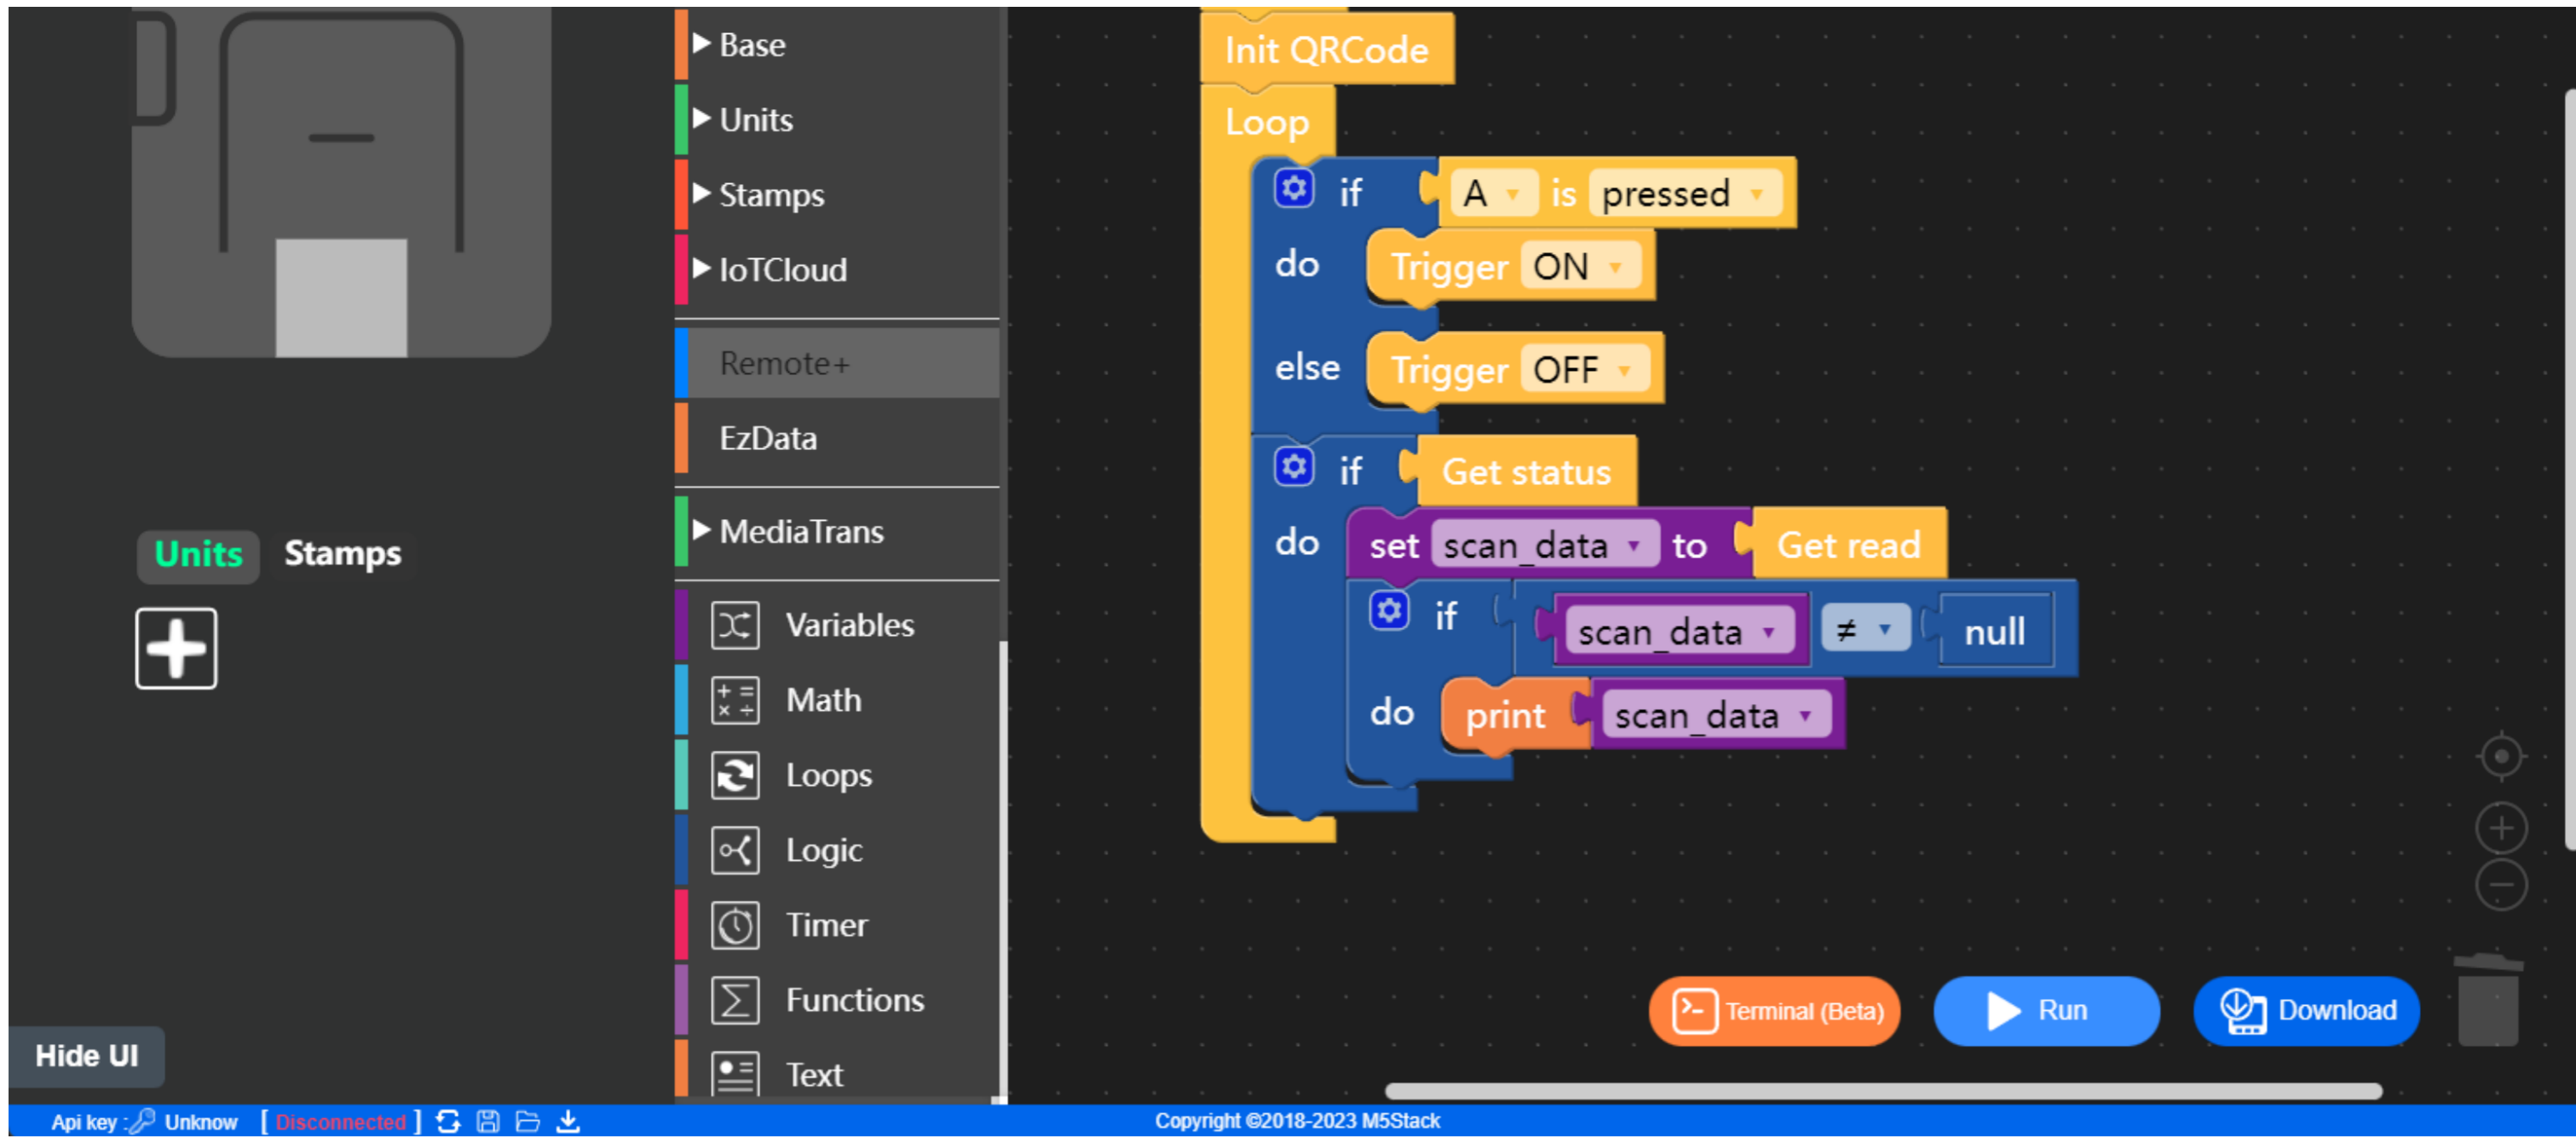 Base
Units
Stamps
IoTCloud
Remote+
EzData
MediaTrans
Variables
Math
Loops
Logic
Timer
Functions
Text
Units Stamps
Hide UI
Init QRCode
Loop
if A is pressed
do Trigger ON
else Trigger OFF
if Get status
do set scan_data to Get read
if scan_data ≠ null
do print scan_data
Terminal (Beta) Run Download
Api key : Unknow [ Disconnected ]
Copyright ©2018-2023 M5Stack